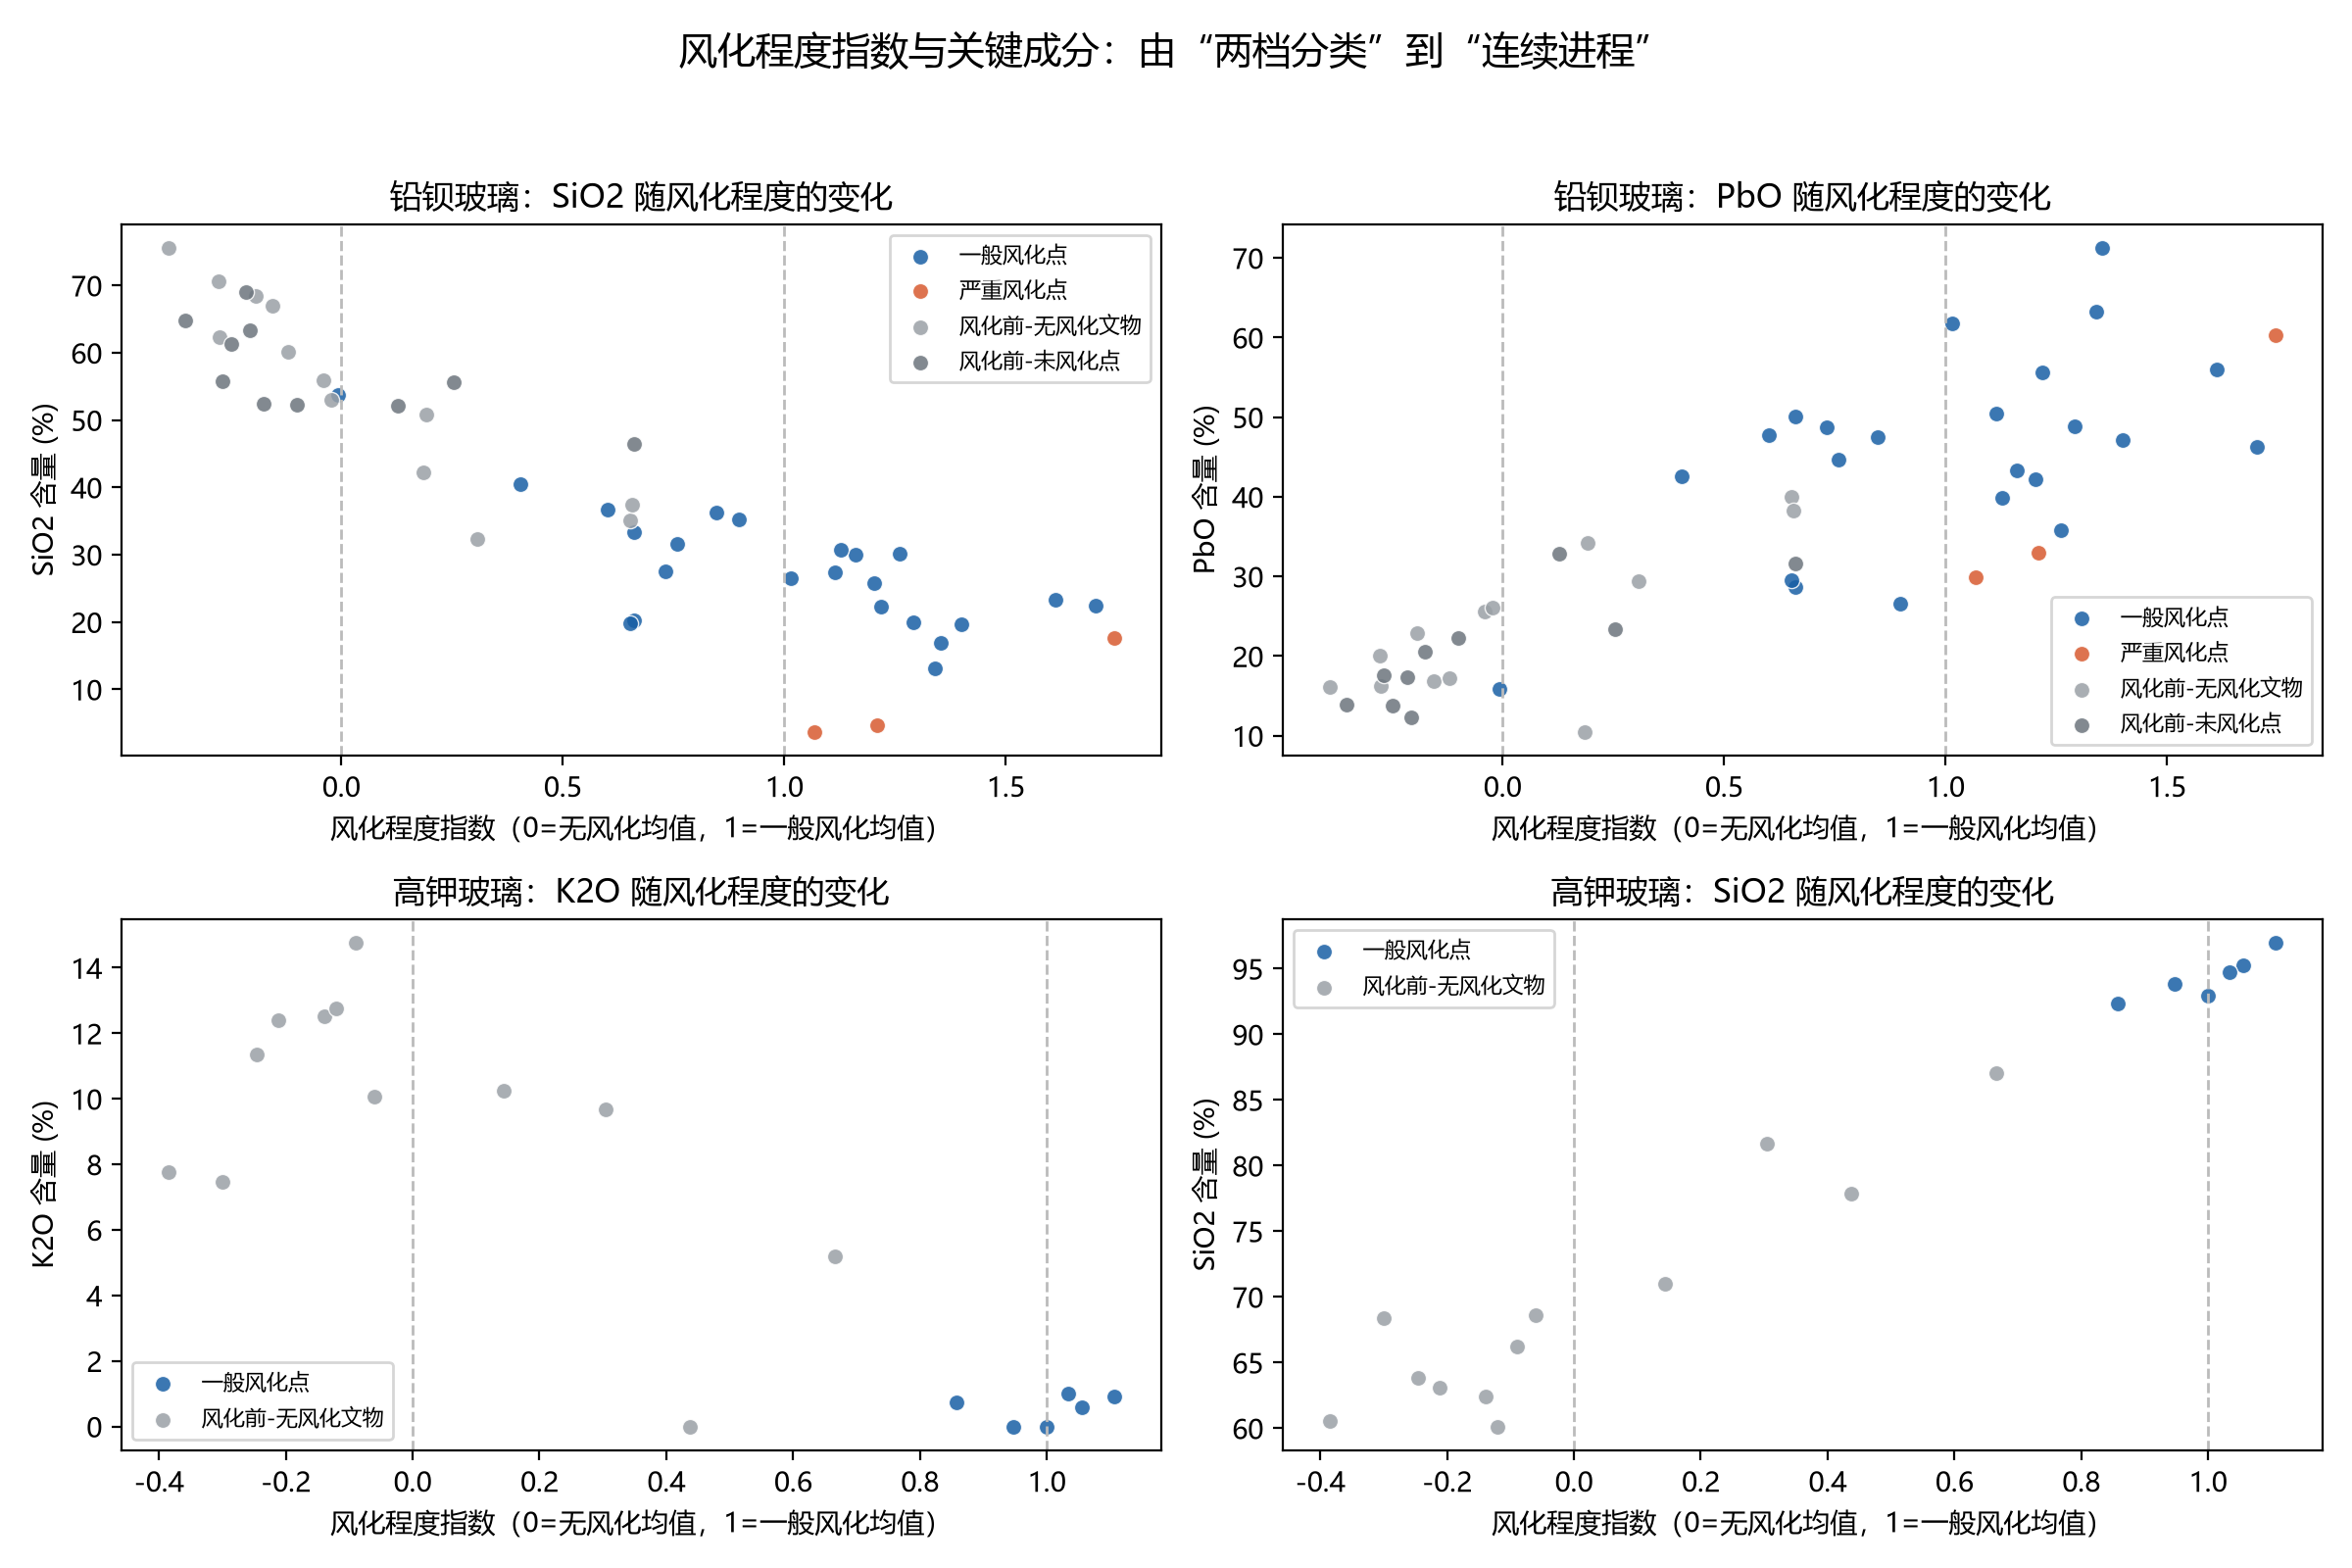 风化程度指数与关键成分：由“两档分类”到“连续进程”
铅钡玻璃：SiO2 随风化程度的变化
SiO2 含量 (%)
70
60
50
40
30
20
10
一般风化点
严重风化点
风化前-无风化文物
风化前-未风化点
0.0 0.5 1.0 1.5
风化程度指数（0=无风化均值，1=一般风化均值）
铅钡玻璃：PbO 随风化程度的变化
PbO 含量 (%)
70
60
50
40
30
20
10
一般风化点
严重风化点
风化前-无风化文物
风化前-未风化点
0.0 0.5 1.0 1.5
风化程度指数（0=无风化均值，1=一般风化均值）
高钾玻璃：K2O 随风化程度的变化
K2O 含量 (%)
14
12
10
8
6
4
2
0
一般风化点
风化前-无风化文物
-0.4 -0.2 0.0 0.2 0.4 0.6 0.8 1.0
风化程度指数（0=无风化均值，1=一般风化均值）
高钾玻璃：SiO2 随风化程度的变化
SiO2 含量 (%)
95
90
85
80
75
70
65
60
一般风化点
风化前-无风化文物
-0.4 -0.2 0.0 0.2 0.4 0.6 0.8 1.0
风化程度指数（0=无风化均值，1=一般风化均值）